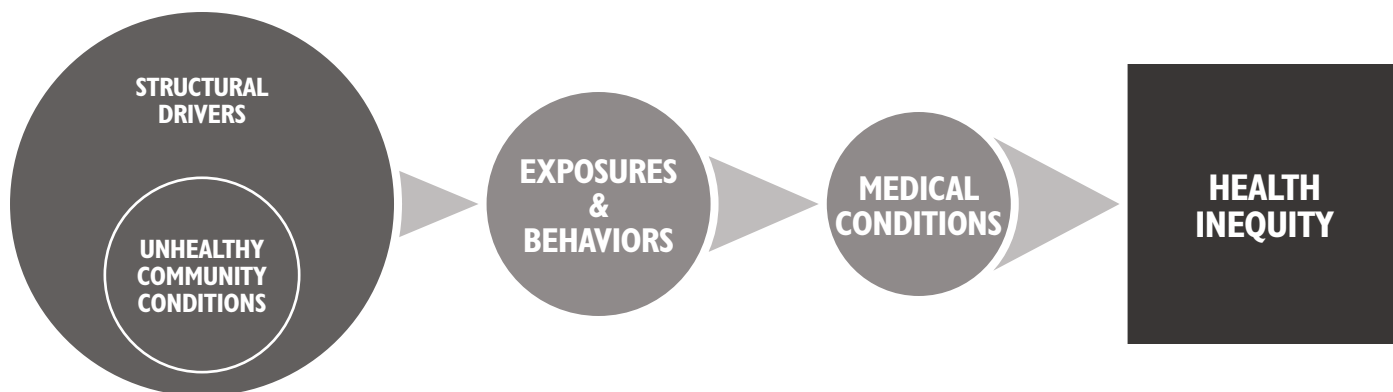 STRUCTURAL
DRIVERS
UNHEALTHY
COMMUNITY
CONDITIONS
EXPOSURES
&
BEHAVIORS
MEDICAL
CONDITIONS
HEALTH
INEQUITY